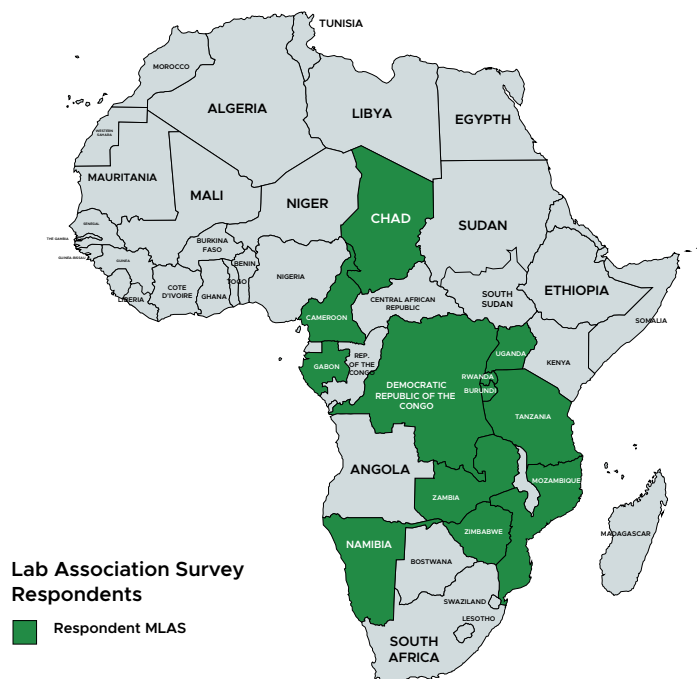 TUNISIA
MOROCCO
ALGERIA
LIBYA
EGYPTH
WESTERN
SAHARA
MAURITANIA
MALI
NIGER
CHAD
SUDAN
SENEGAL
THE GAMBIA
GUINEA-BISSAU
GUINEA
BURKINA
FASO
BENIN
TOGO
NIGERIA
LIBERIA
COTE
D'IVOIRE
GHANA
CENTRAL AFRICAN
REPUBLIC
SOUTH
SUDAN
ETHIOPIA
SOMALIA
CAMEROON
GABON
REP.
OF THE
CONGO
DEMOCRATIC
REPUBLIC OF THE
CONGO
UGANDA
KENYA
RWANDA
BURUNDI
TANZANIA
ANGOLA
ZAMBIA
MOZAMBIQUE
ZIMBABWE
MADAGASCAR
NAMIBIA
BOSTWANA
SWAZILAND
LESOTHO
SOUTH
AFRICA
Lab Association Survey
Respondents
Respondent MLAS